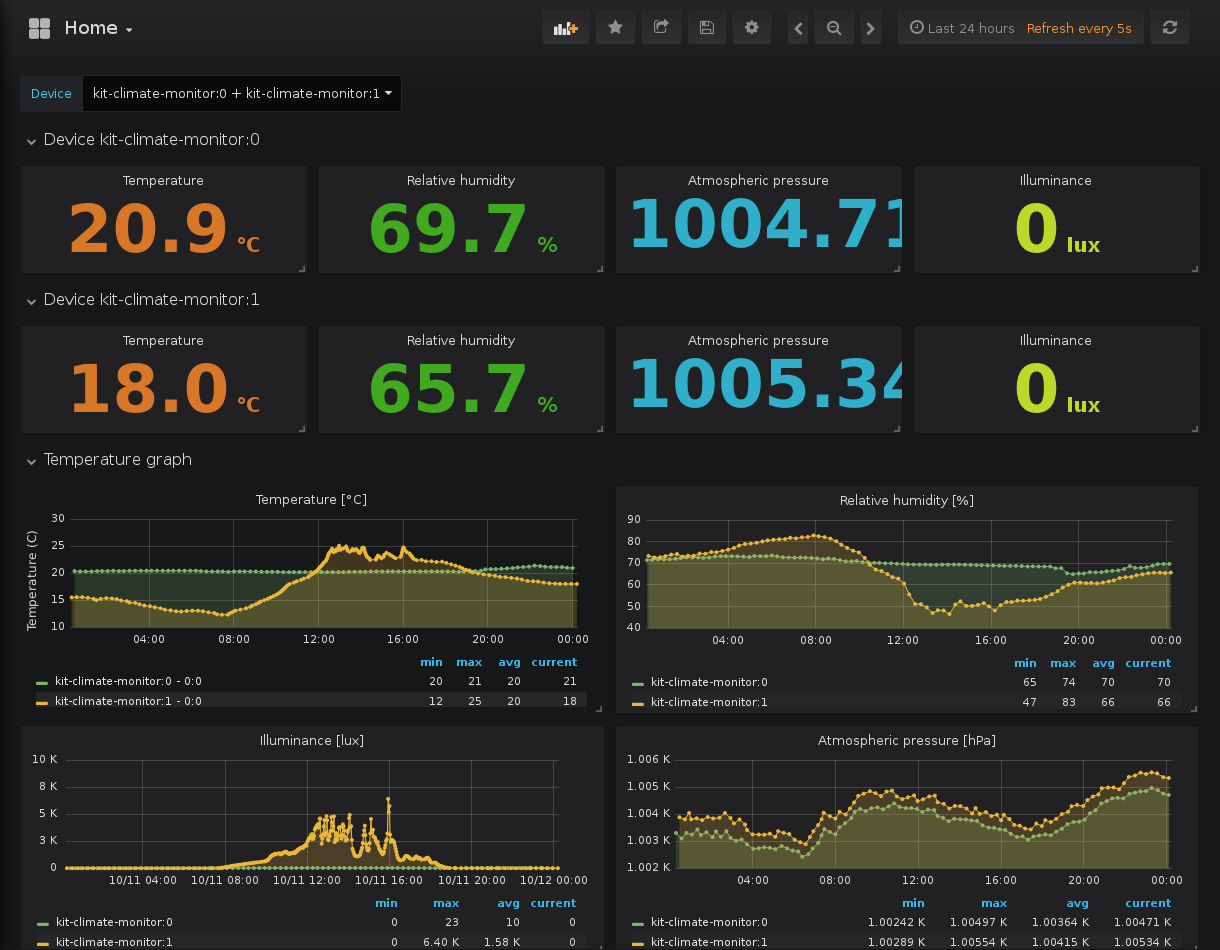 Home
Last 24 hours Refresh every 5s
Device kit-climate-monitor:0 + kit-climate-monitor:1
Device kit-climate-monitor:0
Temperature Relative humidity Atmospheric pressure Illuminance
20.9 °C 69.7 % 1004.71 0 lux
Device kit-climate-monitor:1
Temperature Relative humidity Atmospheric pressure Illuminance
18.0 °C 65.7 % 1005.34 0 lux
Temperature graph
Temperature [°C]
Temperature (C)
30
25
20
15
10
04:00 08:00 12:00 16:00 20:00 00:00
min max avg current
kit-climate-monitor:0 - 0:0 20 21 20 21
kit-climate-monitor:1 - 0:0 12 25 20 18
Relative humidity [%]
90
80
70
60
50
40
04:00 08:00 12:00 16:00 20:00 00:00
min max avg current
kit-climate-monitor:0 65 74 70 70
kit-climate-monitor:1 47 83 66 66
Illuminance [lux]
10 K
8 K
5 K
3 K
0
10/11 04:00 10/11 08:00 10/11 12:00 10/11 16:00 10/11 20:00 10/12 00:00
min max avg current
kit-climate-monitor:0 0 23 10 0
kit-climate-monitor:1 0 6.40 K 1.58 K 0
Atmospheric pressure [hPa]
1.006 K
1.005 K
1.004 K
1.003 K
1.002 K
04:00 08:00 12:00 16:00 20:00 00:00
min max avg current
kit-climate-monitor:0 1.00242 K 1.00497 K 1.00364 K 1.00471 K
kit-climate-monitor:1 1.00289 K 1.00554 K 1.00415 K 1.00534 K